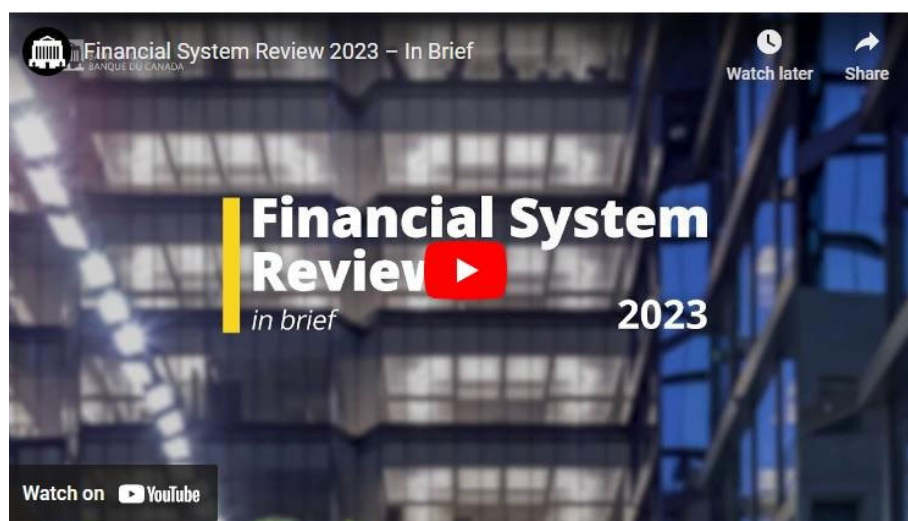 Financial System Review 2023 – In Brief
BANQUE DU CANADA
Watch later
Share
Financial System
Review
in brief
2023
Watch on YouTube